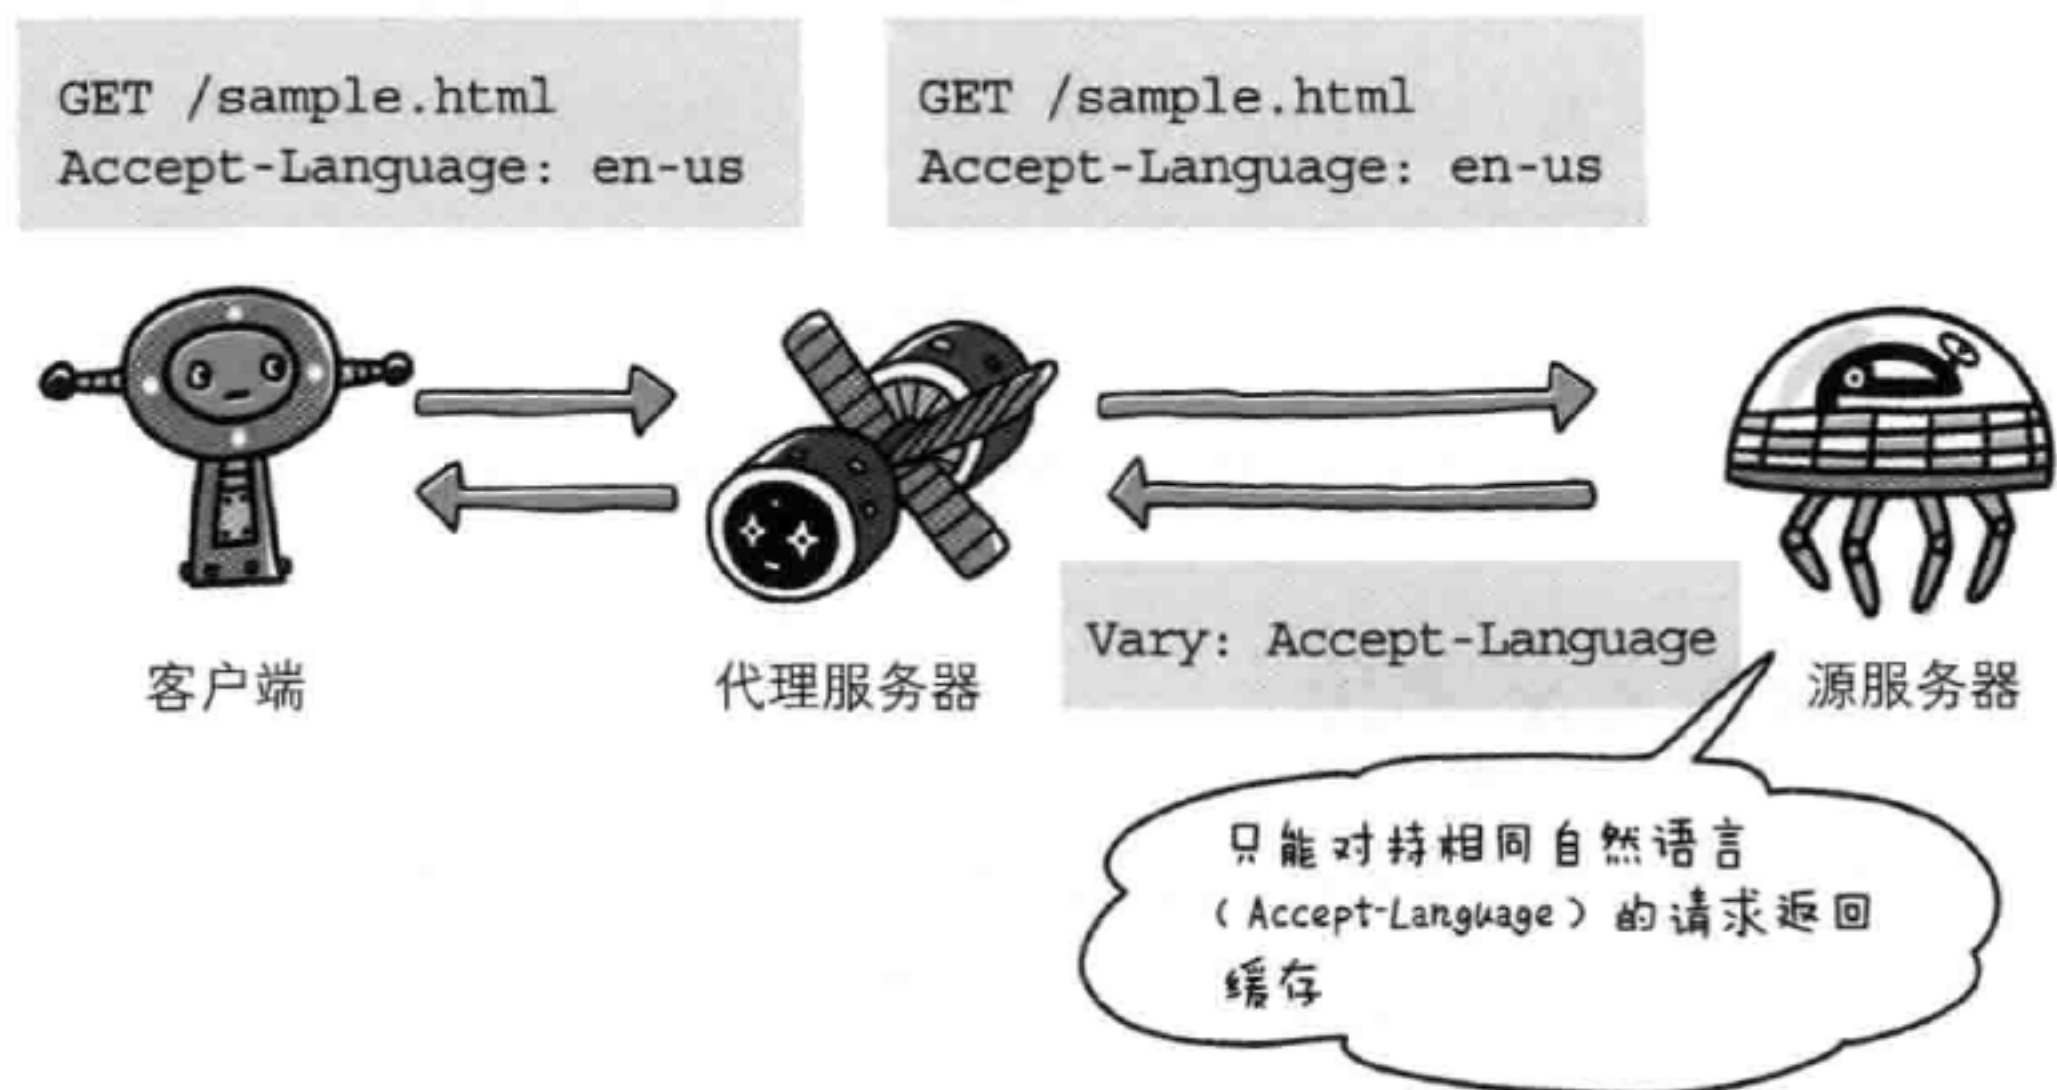 GET /sample.html
Accept-Language: en-us
GET /sample.html
Accept-Language: en-us
客户端
代理服务器
Vary: Accept-Language
源服务器
只能对持相同自然语言
(Accept-Language)的请求返回
缓存